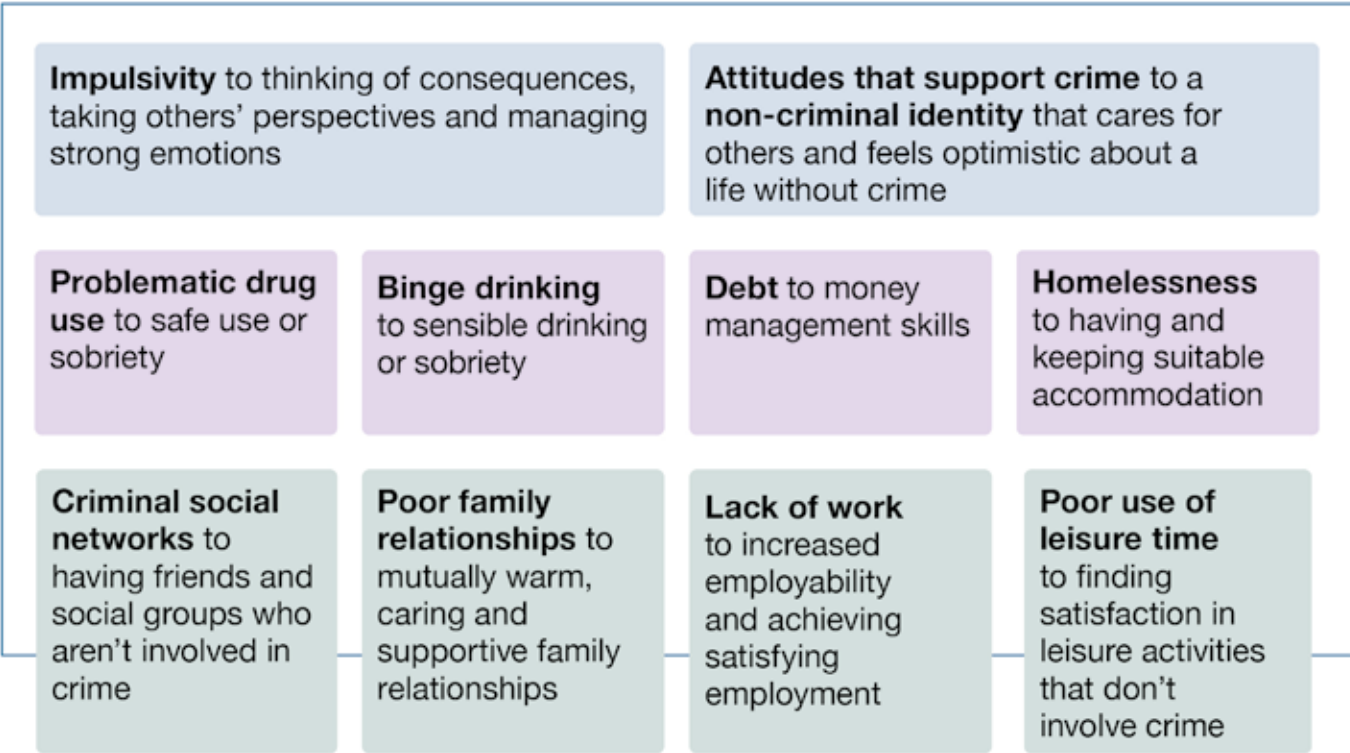 Impulsivity to thinking of consequences,
taking others’ perspectives and managing
strong emotions
Attitudes that support crime to a
non-criminal identity that cares for
others and feels optimistic about a
life without crime
Problematic drug
use to safe use or
sobriety
Binge drinking
to sensible drinking
or sobriety
Debt to money
management skills
Homelessness
to having and
keeping suitable
accommodation
Criminal social
networks to
having friends and
social groups who
aren’t involved in
crime
Poor family
relationships to
mutually warm,
caring and
supportive family
relationships
Lack of work
to increased
employability
and achieving
satisfying
employment
Poor use of
leisure time
to finding
satisfaction in
leisure activities
that don’t
involve crime